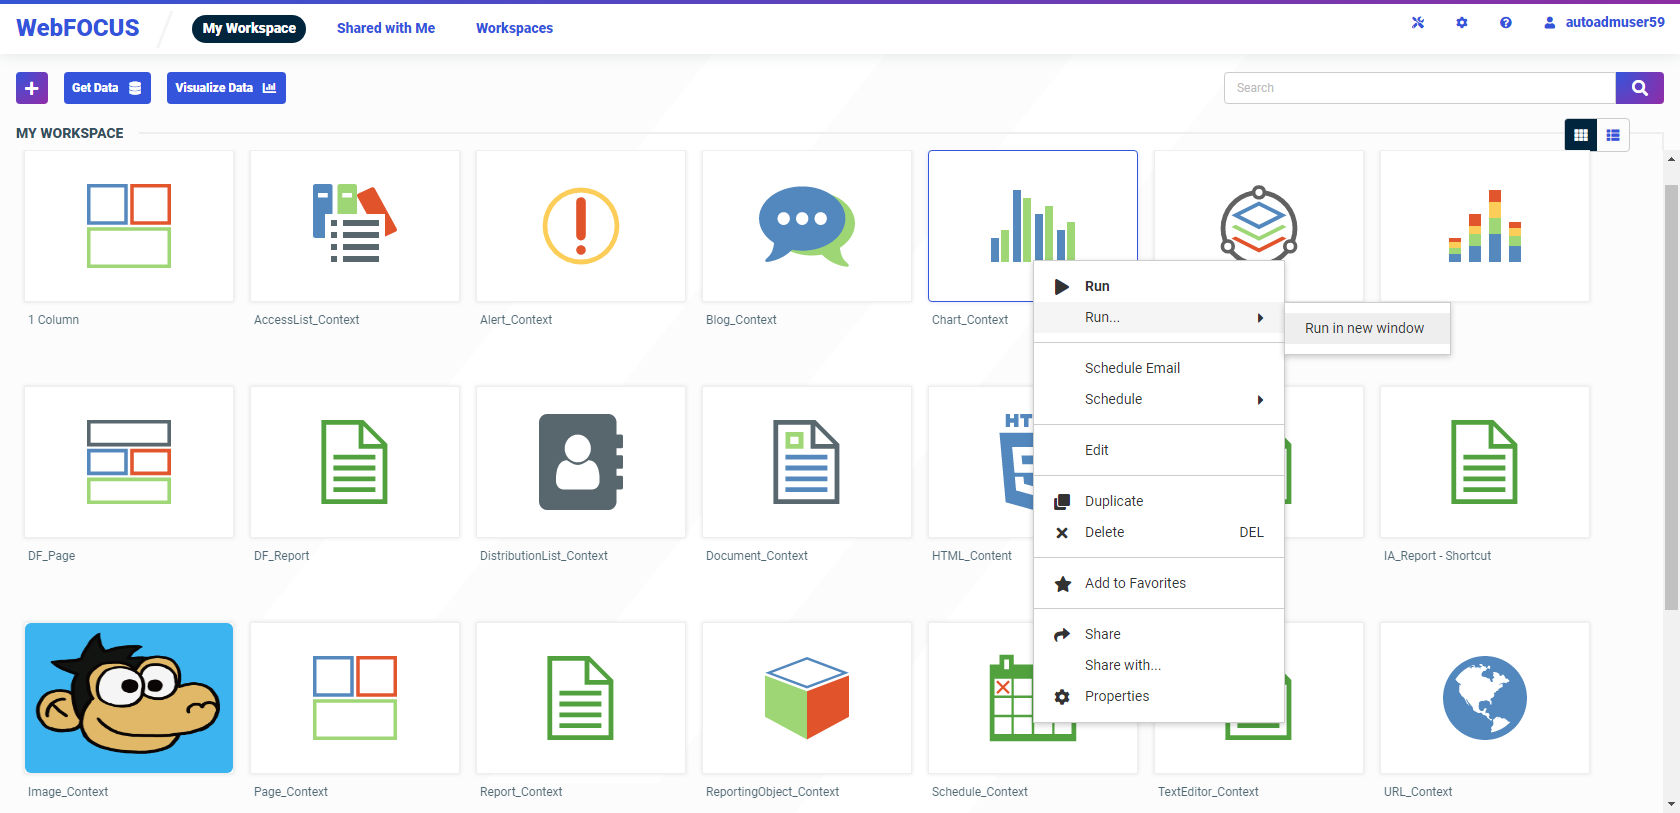 WebFOCUS
My Workspace
Shared with Me
Workspaces
autoadmuser59
Get Data
Visualize Data
Search
MY WORKSPACE
1 Column
AccessList_Context
Alert_Context
Blog_Context
Chart_Context
Run
Run...
Run in new window
Schedule Email
Schedule
Edit
Duplicate
Delete DEL
Add to Favorites
Share
Share with...
Properties
DF_Page
DF_Report
DistributionList_Context
Document_Context
HT
5
HTML_Content
IA_Report - Shortcut
Image_Context
Page_Context
Report_Context
ReportingObject_Context
Schedule_Context
TextEditor_Context
URL_Context